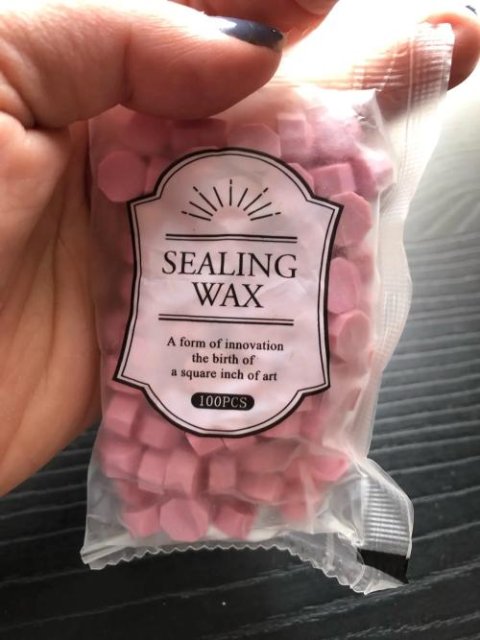 SEALING
WAX
A form of innovation
the birth of
a square inch of art
100PCS